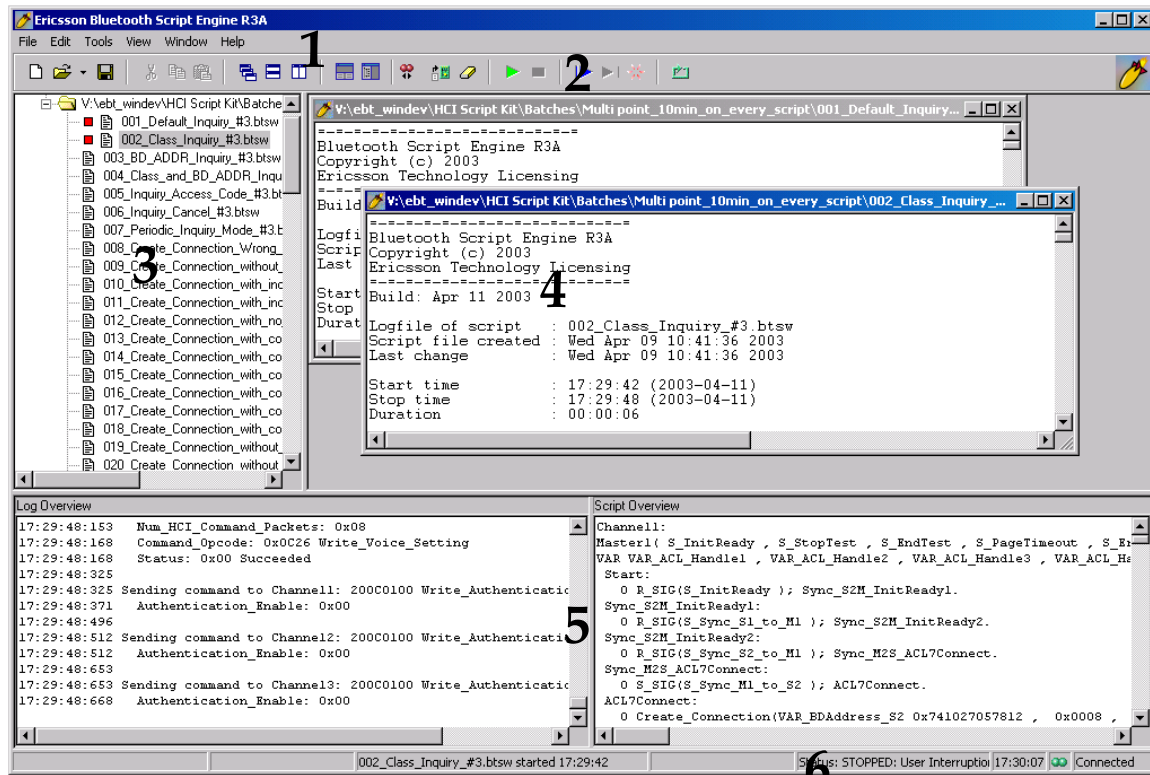 Ericsson Bluetooth Script Engine R3A
File Edit Tools View Window Help
1
2
V:\ebt_windev\HCI Script Kit\Batche
001_Default_Inquiry_#3.btsw
002_Class_Inquiry_#3.btsw
003_BD_ADDR_Inquiry_#3.btsw
004_Class_and_BD_ADDR_Inqu
005_Inquiry_Access_Code_#3.bt
006_Inquiry_Cancel_#3.btsw
007_Periodic_Inquiry_Mode_#3.b
008_Create_Connection_Wrong_
009_Create_Connection_without_
3
010_Create_Connection_with_inc
011_Create_Connection_with_inc
012_Create_Connection_with_no_
013_Create_Connection_with_co
014_Create_Connection_with_co
015_Create_Connection_with_co
016_Create_Connection_with_co
017_Create_Connection_with_co
018_Create_Connection_with_co
019_Create_Connection_without_
020_Create_Connection_without
V:\ebt_windev\HCI Script Kit\Batches\Multi point_10min_on_every_script\001_Default_Inquiry_...
=-=-=-=-=-=-=-=-=-=-=-=-=-=
Bluetooth Script Engine R3A
Copyright (c) 2003
Ericsson Technology Licensing
=-=-=
Build
Logfi
Scrip
Last
Start
Stop
Durat
V:\ebt_windev\HCI Script Kit\Batches\Multi point_10min_on_every_script\002_Class_Inquiry_...
=-=-=-=-=-=-=-=-=-=-=-=-=-=
Bluetooth Script Engine R3A
Copyright (c) 2003
Ericsson Technology Licensing
=-=-=-=-=-=-=-=-=-=-=-=-=-=
Build: Apr 11 2003
4
Logfile of script : 002_Class_Inquiry_#3.btsw
Script file created : Wed Apr 09 10:41:36 2003
Last change : Wed Apr 09 10:41:36 2003
Start time : 17:29:42 (2003-04-11)
Stop time : 17:29:48 (2003-04-11)
Duration : 00:00:06
Log Overview
17:29:48:153 Num_HCI_Command_Packets: 0x08
17:29:48:168 Command_Opcode: 0x0C26 Write_Voice_Setting
17:29:48:168 Status: 0x00 Succeeded
17:29:48:325
17:29:48:325 Sending command to Channel1: 200C0100 Write_Authenticatio
17:29:48:371 Authentication_Enable: 0x00
17:29:48:496
17:29:48:512 Sending command to Channel2: 200C0100 Write_Authenticati
17:29:48:512 Authentication_Enable: 0x00
17:29:48:653
17:29:48:653 Sending command to Channel3: 200C0100 Write_Authenticatio
17:29:48:668 Authentication_Enable: 0x00
5
Script Overview
Channel1:
Master1( S_InitReady , S_StopTest , S_EndTest , S_PageTimeout , S_Er
VAR VAR_ACL_Handle1 , VAR_ACL_Handle2 , VAR_ACL_Handle3 , VAR_ACL_Ha
Start:
0 R_SIG(S_InitReady ); Sync_S2M_InitReady1.
Sync_S2M_InitReady1:
0 R_SIG(S_Sync_S1_to_M1 ); Sync_S2M_InitReady2.
Sync_S2M_InitReady2:
0 R_SIG(S_Sync_S2_to_M1 ); Sync_M2S_ACL7Connect.
Sync_M2S_ACL7Connect:
0 S_SIG(S_Sync_M1_to_S2 ); ACL7Connect.
ACL7Connect:
0 Create_Connection(VAR_BDAddress_S2 0x741027057812 , 0x0008 ,
002_Class_Inquiry_#3.btsw started 17:29:42
Status: STOPPED: User Interruption 17:30:07 Connected
6